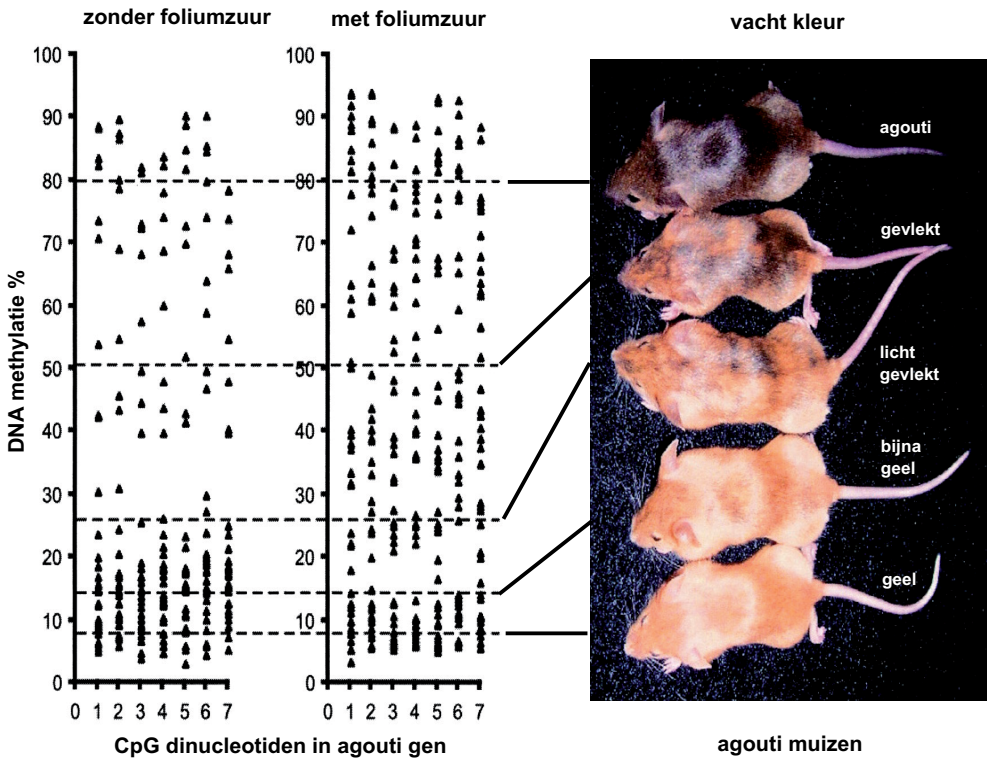 zonder foliumzuur
met foliumzuur
vacht kleur
DNA methylatie %
100
90
80
70
60
50
40
30
20
10
0
0 1 2 3 4 5 6 7
100
90
80
70
60
50
40
30
20
10
0
0 1 2 3 4 5 6 7
CpG dinucleotiden in agouti gen
agouti
gevlekt
licht
gevlekt
bijna
geel
geel
agouti muizen